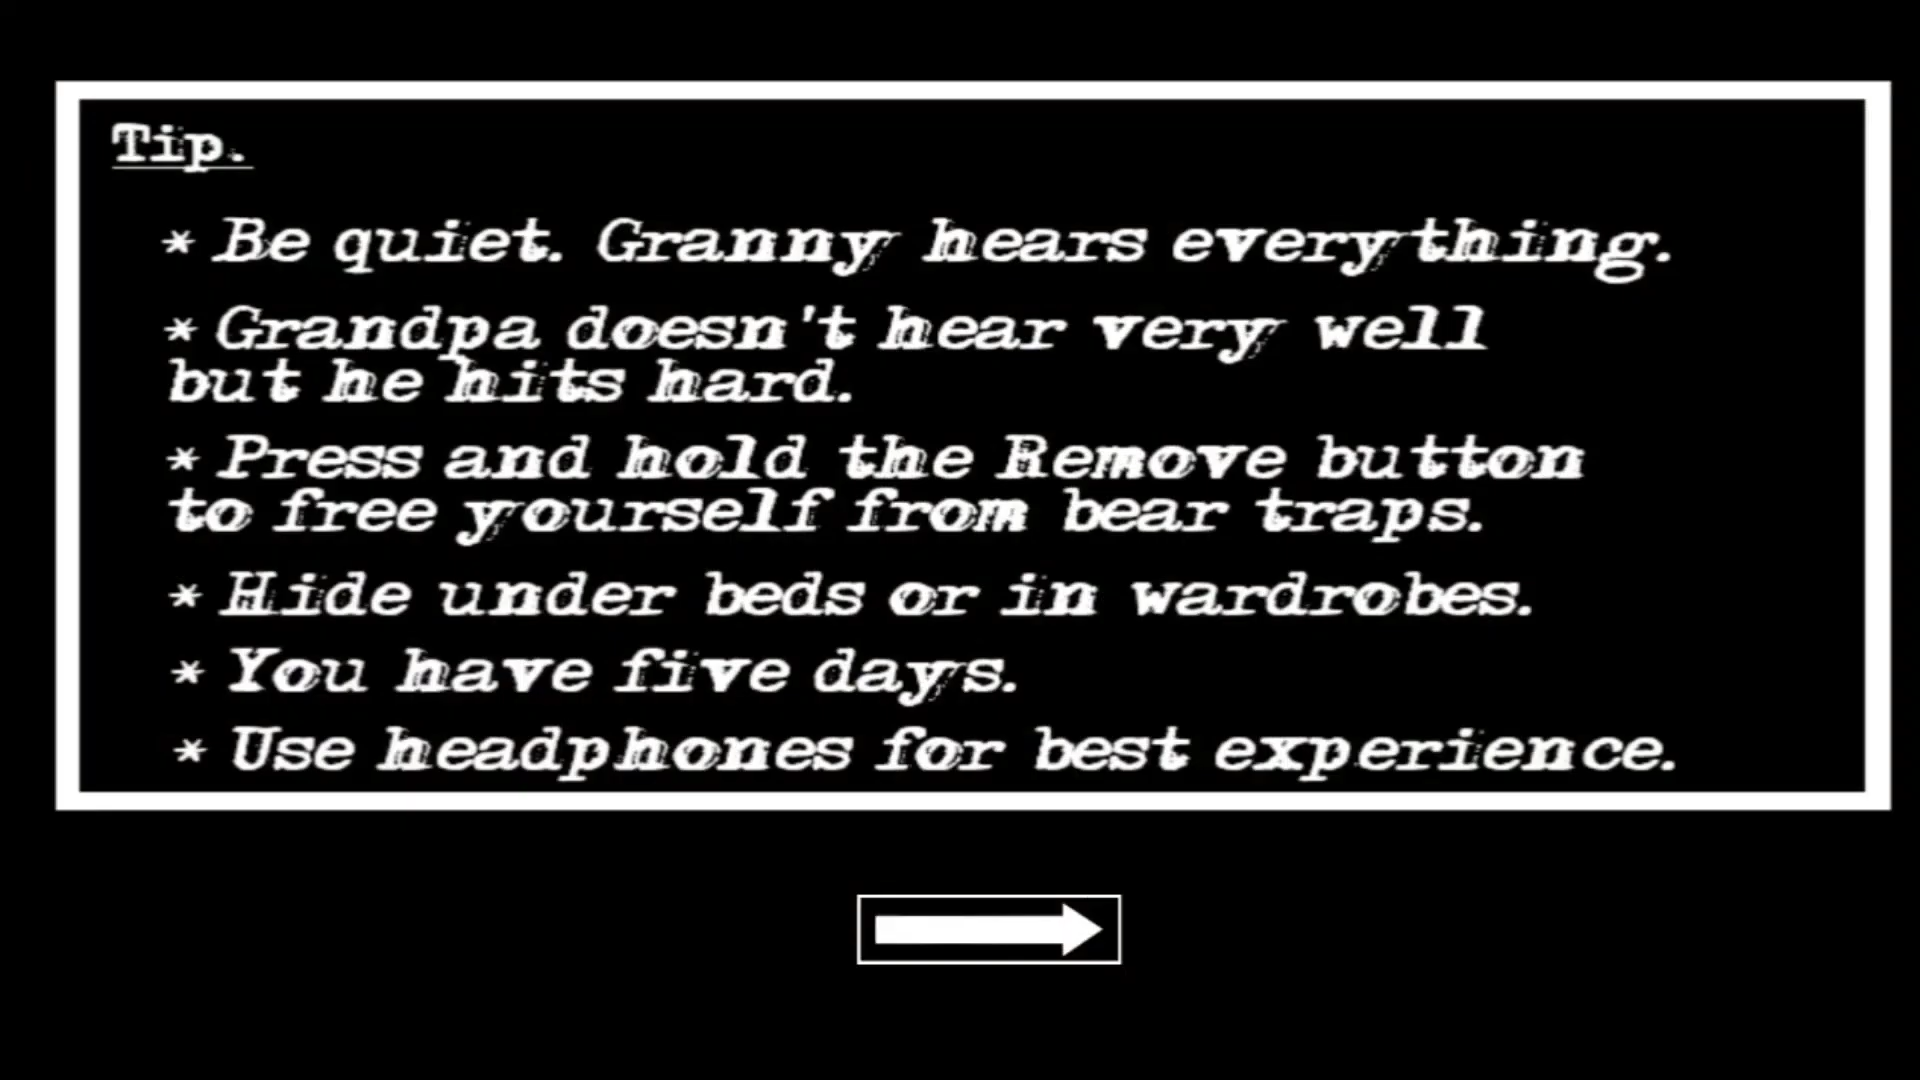 Tip.
* Be quiet. Granny hears everything.
* Grandpa doesn't hear very well
but he hits hard.
* Press and hold the Remove button
to free yourself from bear traps.
* Hide under beds or in wardrobes.
* You have five days.
* Use headphones for best experience.